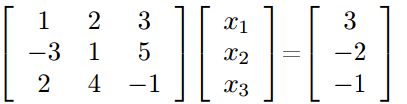 [ 1 2 3 ] [ x₁ ] = [ 3 ]
[ −3 1 5 ] [ x₂ ] = [ −2 ]
[ 2 4 −1 ] [ x₃ ] = [ −1 ]